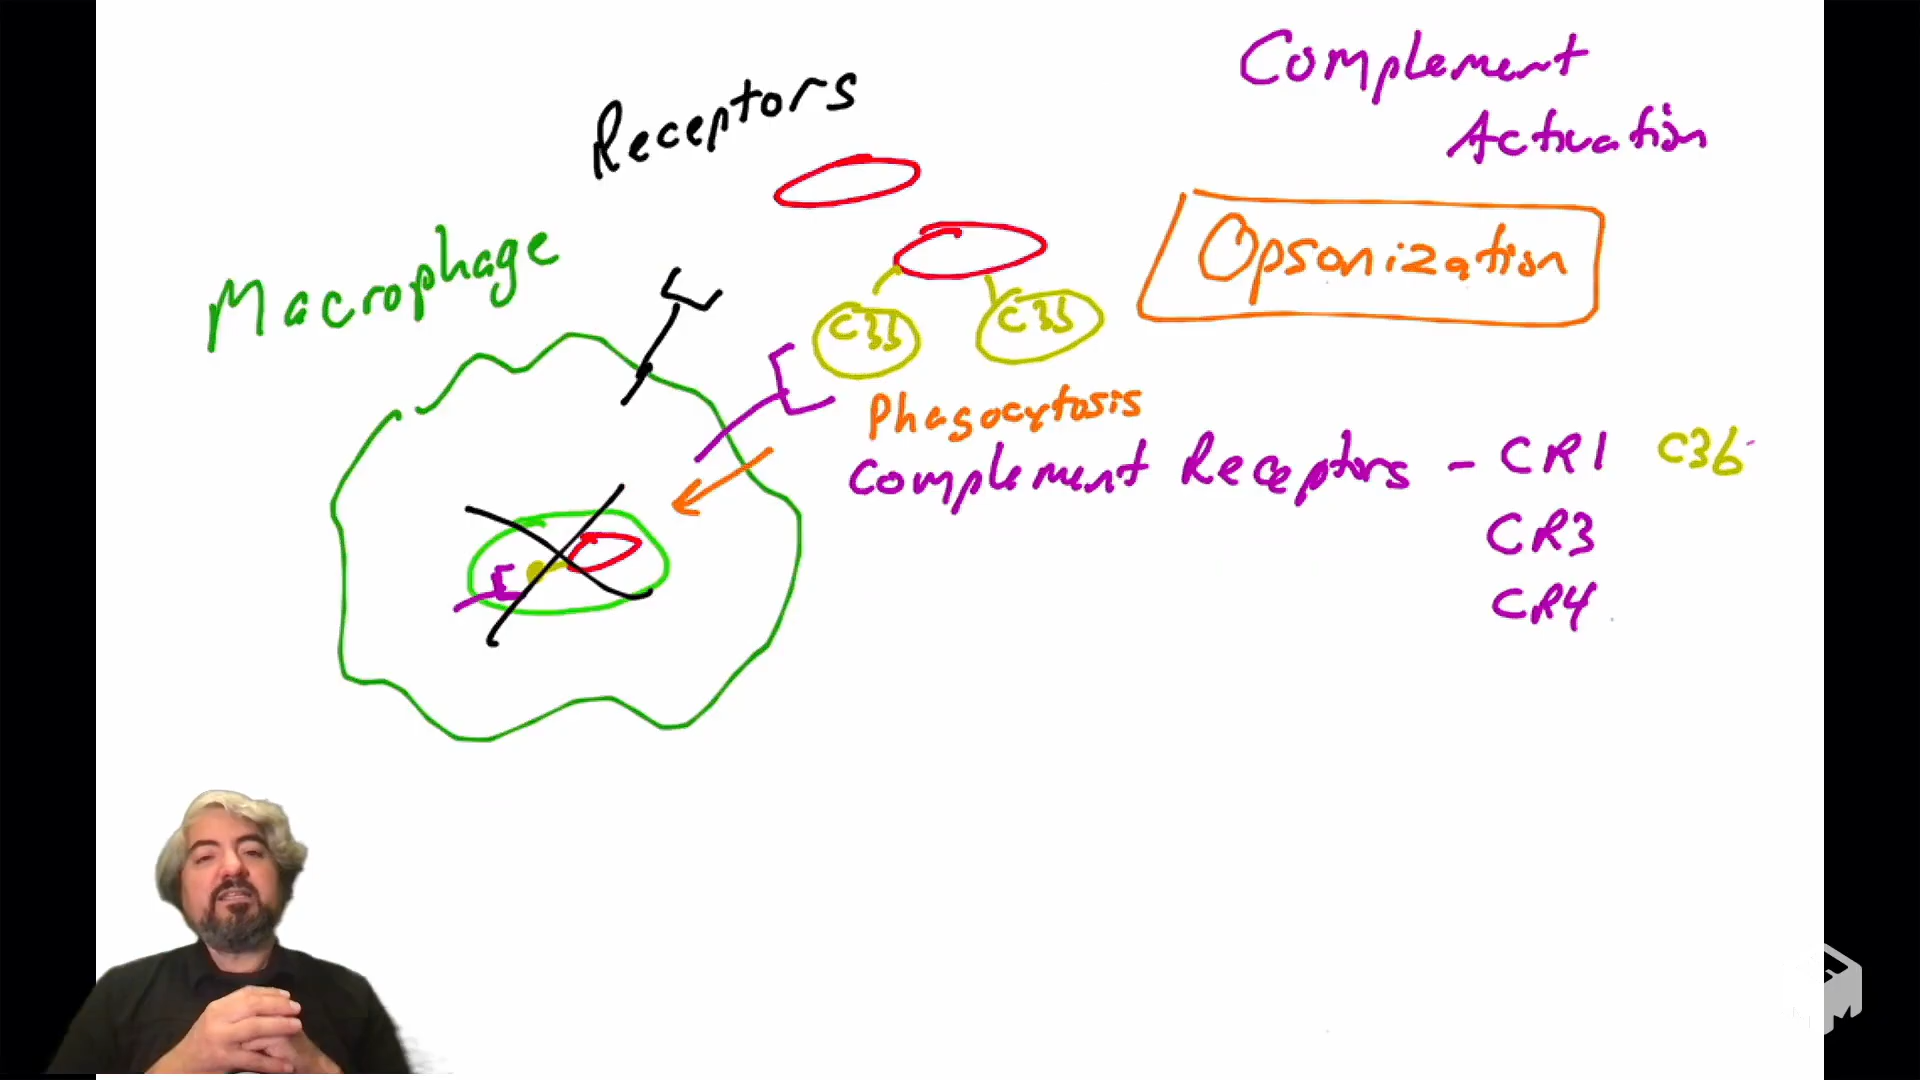 Complement
Activation
Receptors
Opsonization
Macrophage
C3b C3b
Phagocytosis
Complement Receptors - CR1 C3b
CR3
CR4